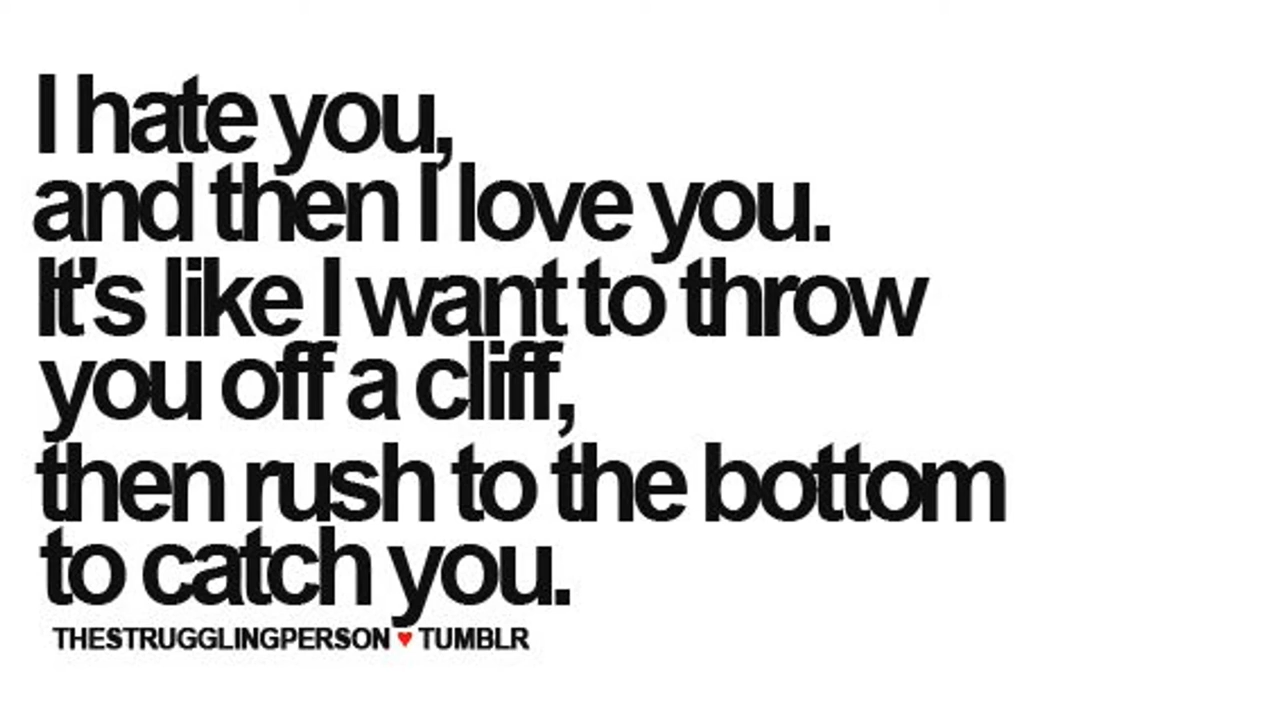 I hate you,
and then I love you.
It's like I want to throw
you off a cliff,
then rush to the bottom
to catch you.
THESTRUGGLINGPERSON ♥ TUMBLR